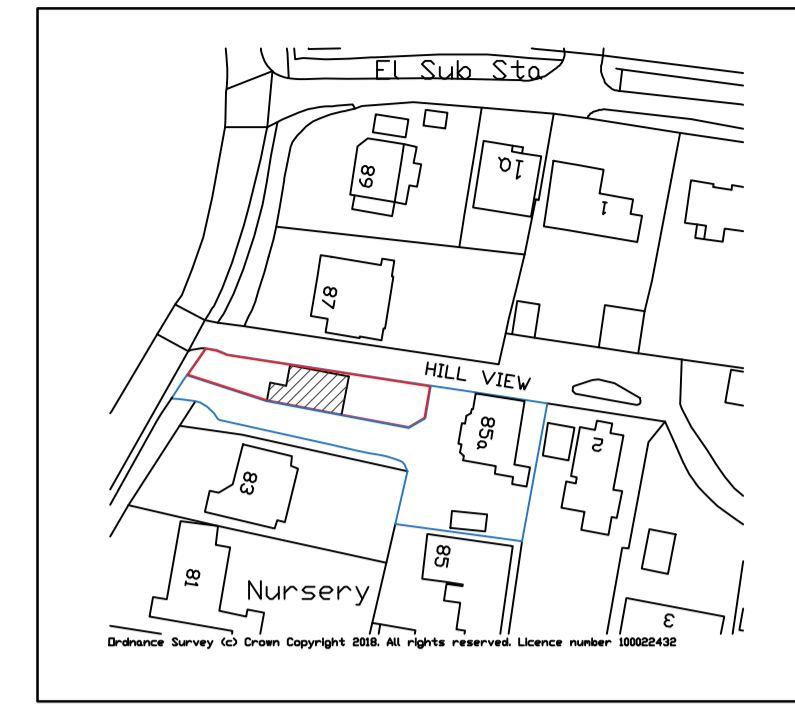 El Sub Sta
89
1a
1
87
HILL VIEW
85a
2
83
85
81
Nursery
3
Ordnance Survey (c) Crown Copyright 2018. All rights reserved. Licence number 100022432